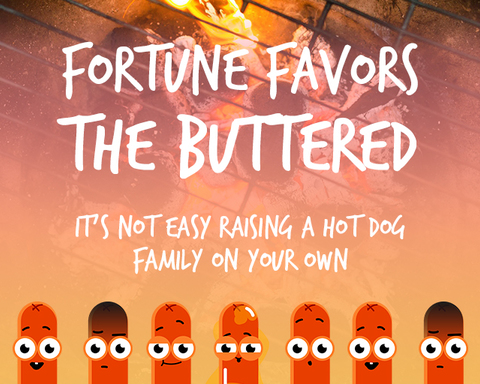 FORTUNE FAVORS
THE BUTTERED
IT'S NOT EASY RAISING A HOT DOG
FAMILY ON YOUR OWN